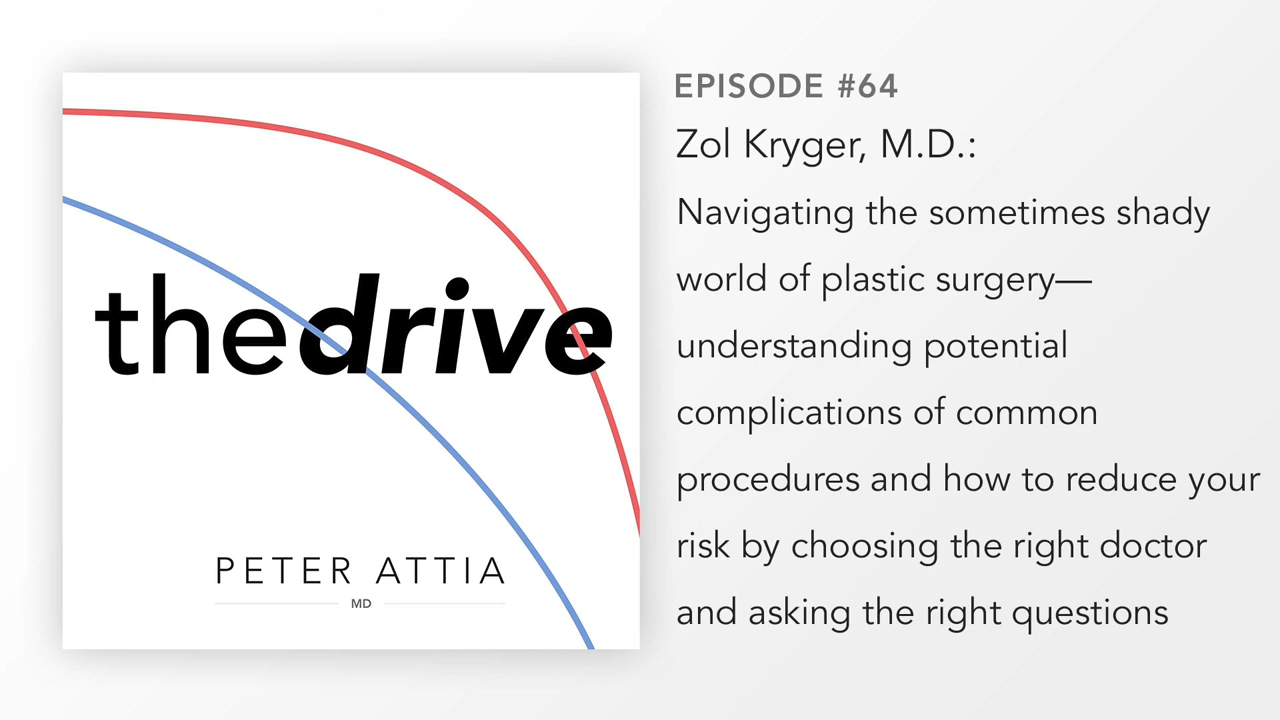 thedrive
PETER ATTIA
MD
EPISODE #64
Zol Kryger, M.D.:
Navigating the sometimes shady
world of plastic surgery—
understanding potential
complications of common
procedures and how to reduce your
risk by choosing the right doctor
and asking the right questions